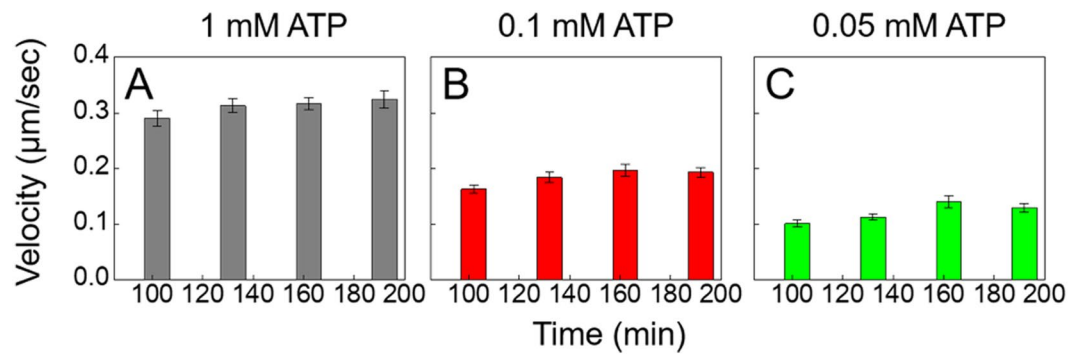 1 mM ATP 0.1 mM ATP 0.05 mM ATP
A B C
Velocity (μm/sec)
0.4
0.3
0.2
0.1
0.0
100 120 140 160 180 200 100 120 140 160 180 200 100 120 140 160 180 200
Time (min)